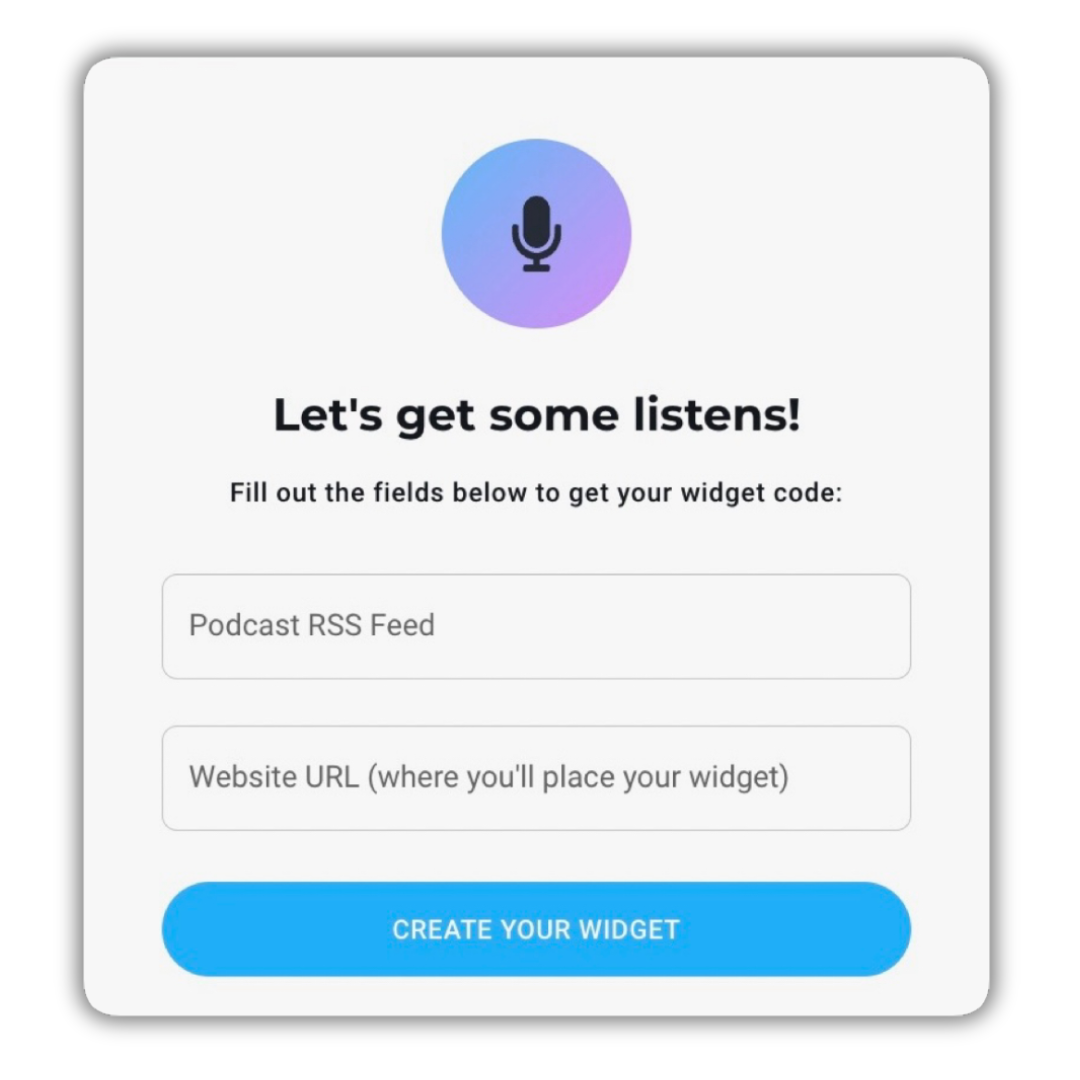 Let's get some listens!
Fill out the fields below to get your widget code:
Podcast RSS Feed
Website URL (where you'll place your widget)
CREATE YOUR WIDGET